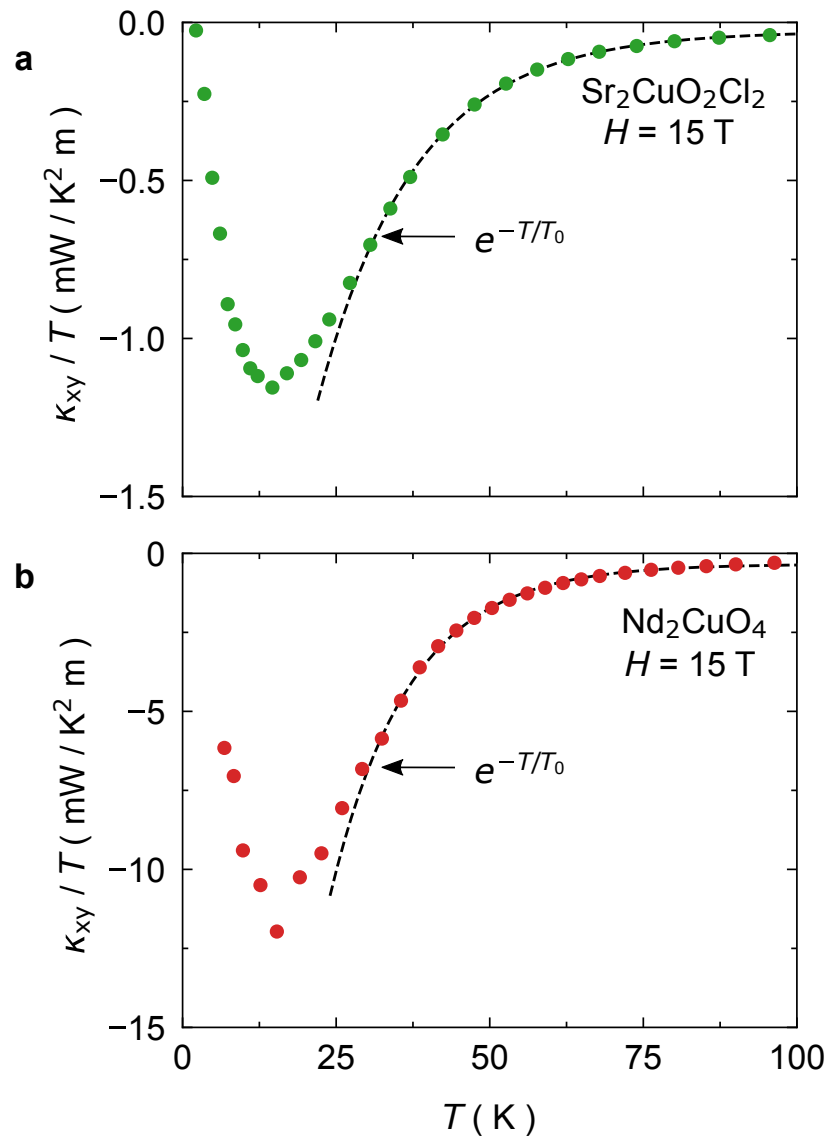 a
0.0
−0.5
−1.0
−1.5
κxy / T ( mW / K² m )
Sr₂CuO₂Cl₂
H = 15 T
e^−T/T₀
b
0
−5
−10
−15
κxy / T ( mW / K² m )
Nd₂CuO₄
H = 15 T
e^−T/T₀
0 25 50 75 100
T ( K )